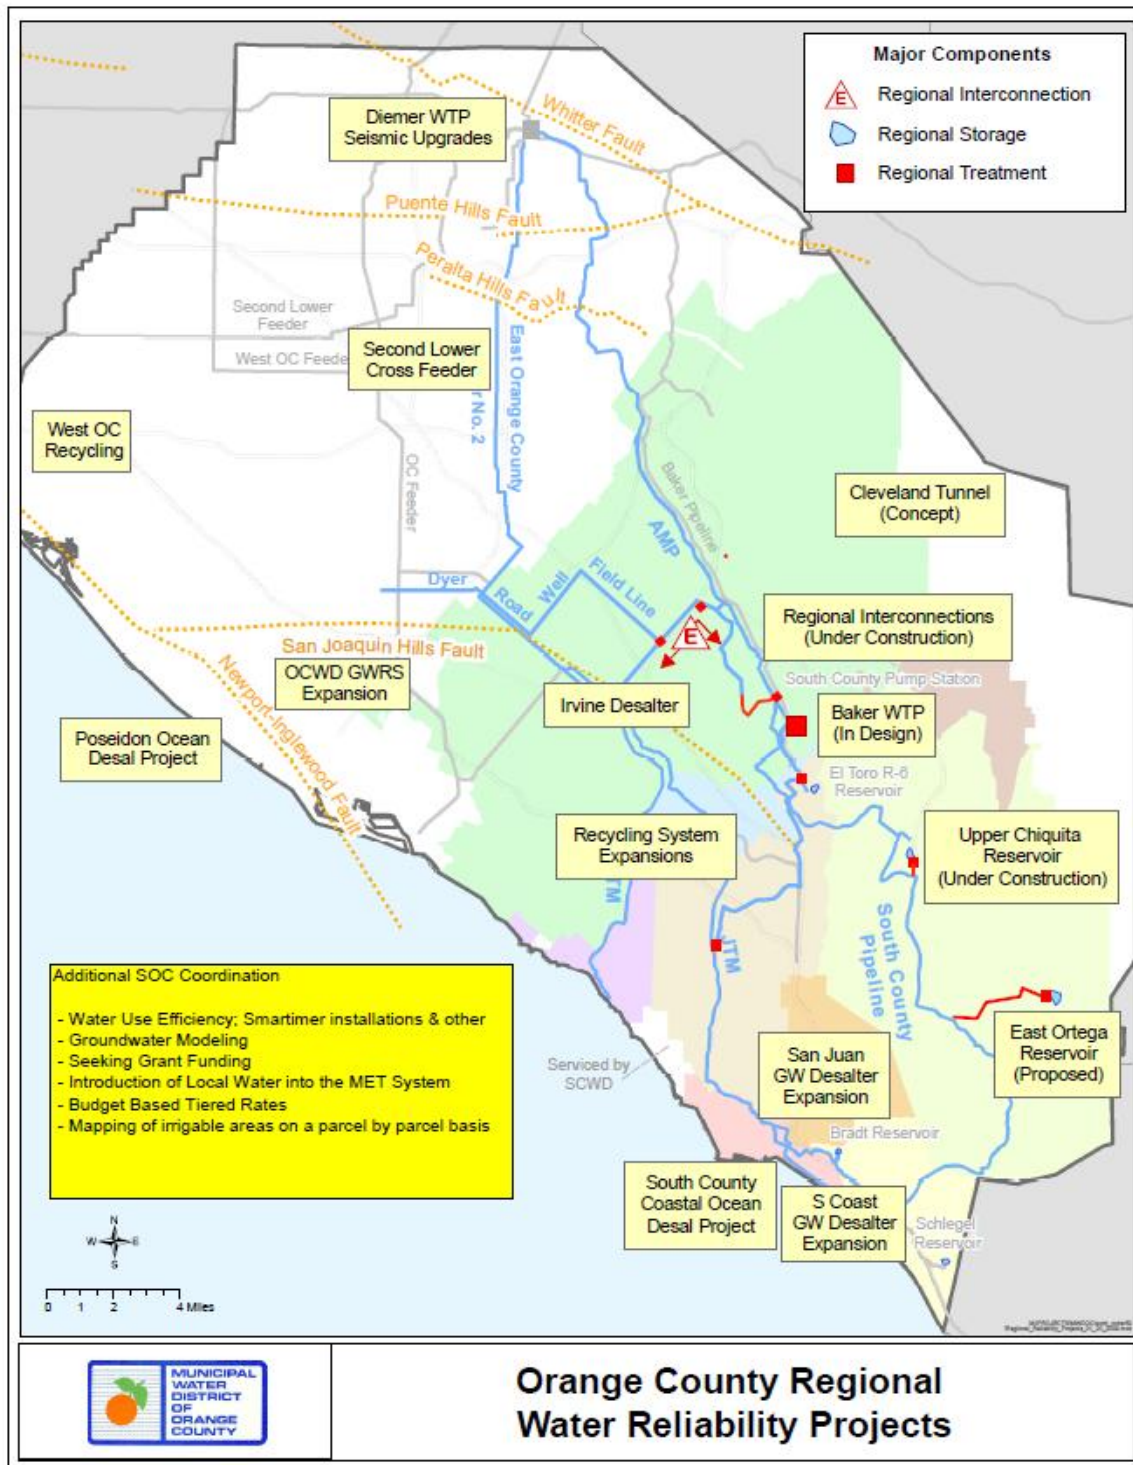 Major Components
E Regional Interconnection
Regional Storage
Regional Treatment
Diemer WTP
Seismic Upgrades
Whitter Fault
Puente Hills Fault
Peralta Hills Fault
Second Lower
Feeder
West OC Feede
Second Lower
Cross Feeder
East Orange County
r No. 2
West OC
Recycling
OC Feeder
Baker Pipeline
AMP
Cleveland Tunnel
(Concept)
Dyer
Road
Well
Field Line
E
Regional Interconnections
(Under Construction)
San Joaquin Hills Fault
OCWD GWRS
Expansion
South County Pump Station
Irvine Desalter
Baker WTP
(In Design)
Newport-Inglewood Fault
Poseidon Ocean
Desal Project
El Toro R-6
Reservoir
Recycling System
Expansions
Upper Chiquita
Reservoir
(Under Construction)
TM
JTM
South County
Pipeline
Additional SOC Coordination
- Water Use Efficiency; Smartimer installations & other
- Groundwater Modeling
- Seeking Grant Funding
- Introduction of Local Water into the MET System
- Budget Based Tiered Rates
- Mapping of irrigable areas on a parcel by parcel basis
Serviced by
SCWD
San Juan
GW Desalter
Expansion
East Ortega
Reservoir
(Proposed)
Bradt Reservoir
South County
Coastal Ocean
Desal Project
S Coast
GW Desalter
Expansion
Schlegel
Reservoir
N
W E
S
0 1 2 4 Miles
MUNICIPAL
WATER
DISTRICT
OF
ORANGE
COUNTY
Orange County Regional
Water Reliability Projects